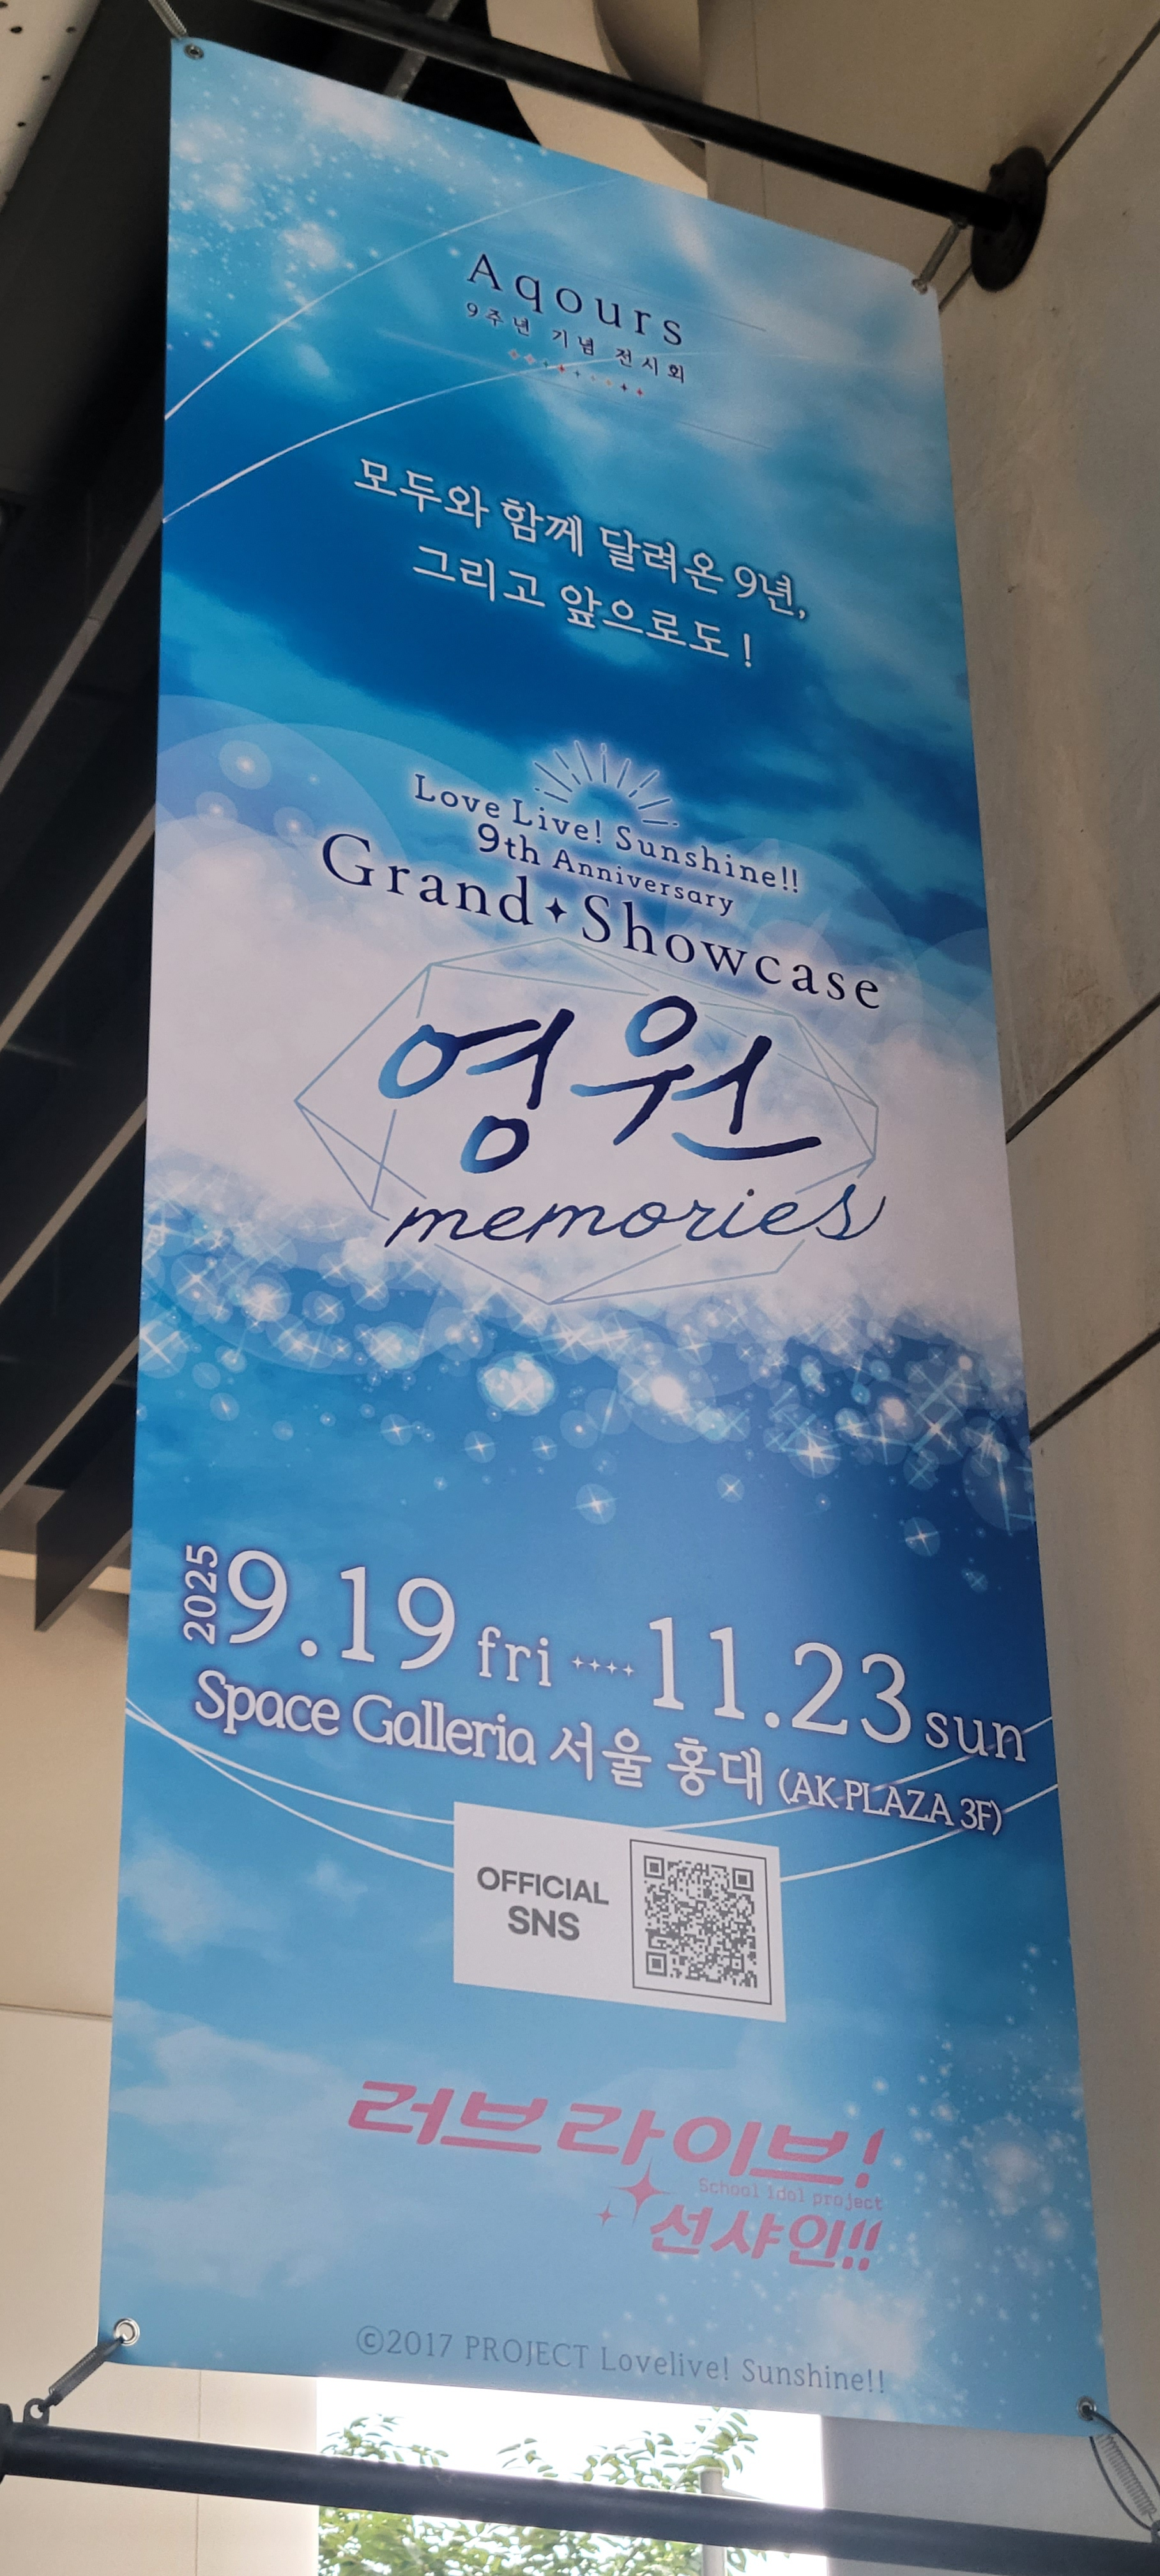 Aqours
9주년 기념 전시회
모두와 함께 달려온 9년,
그리고 앞으로도!
Love Live! Sunshine!!
9th Anniversary
Grand✦Showcase
영원
memories
2025 9.19 fri ···· 11.23 sun
Space Galleria 서울 홍대 (AK PLAZA 3F)
OFFICIAL
SNS
러브라이브!
School idol project
선샤인!!
©2017 PROJECT Lovelive! Sunshine!!